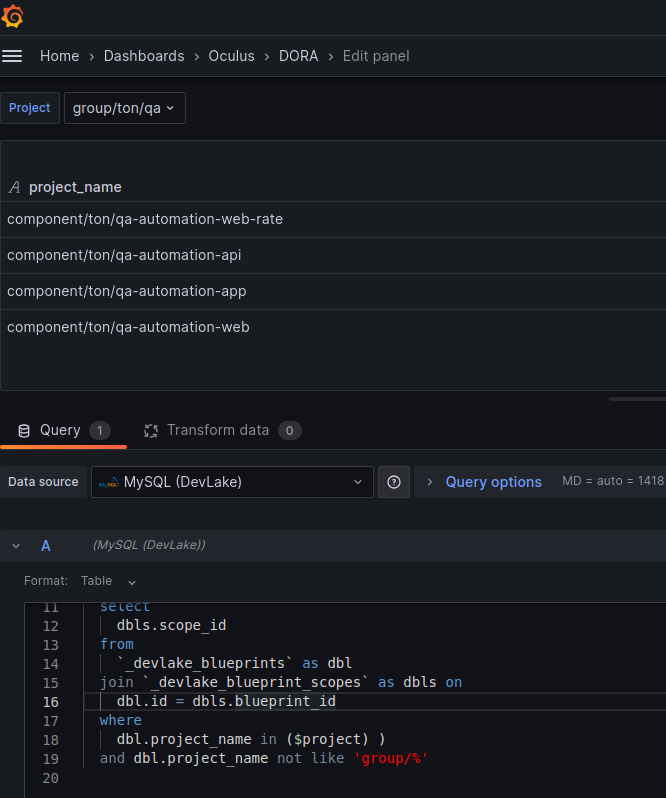 Home › Dashboards › Oculus › DORA › Edit panel
Project group/ton/qa
A project_name
component/ton/qa-automation-web-rate
component/ton/qa-automation-api
component/ton/qa-automation-app
component/ton/qa-automation-web
Query 1 Transform data 0
Data source MySQL MySQL (DevLake) ? › Query options MD = auto = 1418
A (MySQL (DevLake))
Format: Table
11 select
12 dbls.scope_id
13 from
14 `_devlake_blueprints` as dbl
15 join `_devlake_blueprint_scopes` as dbls on
16 dbl.id = dbls.blueprint_id
17 where
18 dbl.project_name in ($project) )
19 and dbl.project_name not like 'group/%'
20